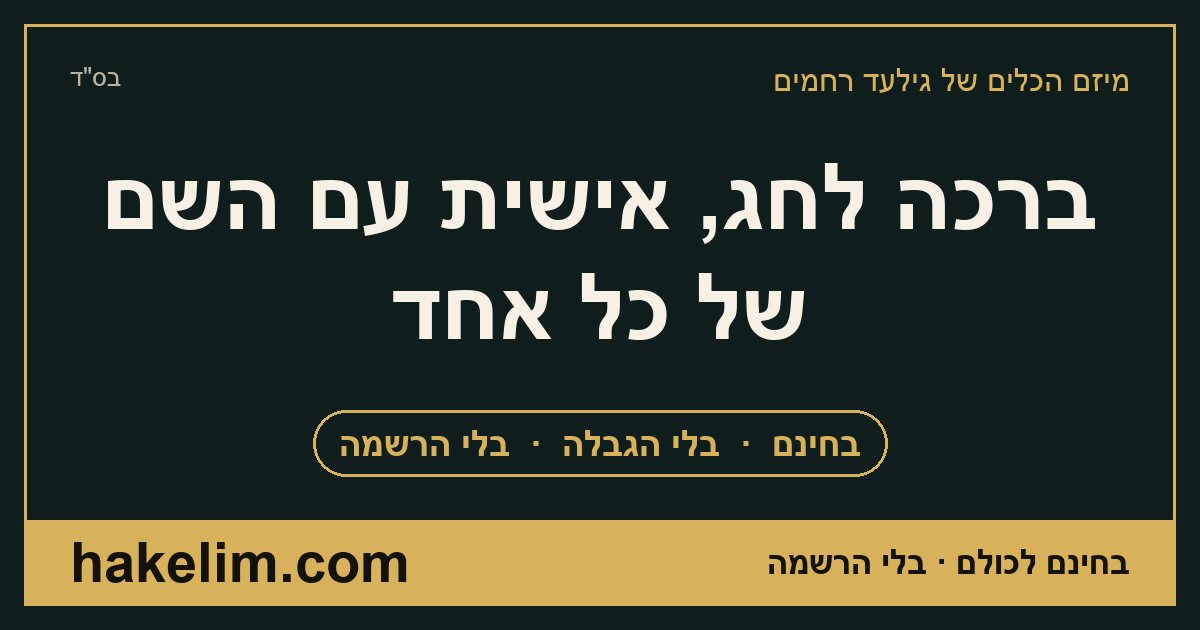 מיזם הכלים של גילעד רחמים
בס"ד
ברכה לחג, אישית עם השם
של כל אחד
בחינם · בלי הגבלה · בלי הרשמה
בחינם לכולם · בלי הרשמה
hakelim.com